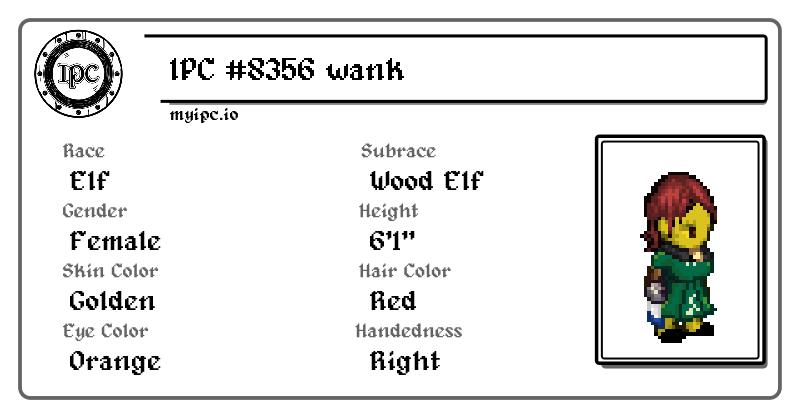 IPC
IPC #8356 wank
myipc.io
Race
Subrace
Elf
Wood Elf
Gender
Height
Female
6'1"
Skin Color
Hair Color
Golden
Red
Eye Color
Handedness
Orange
Right